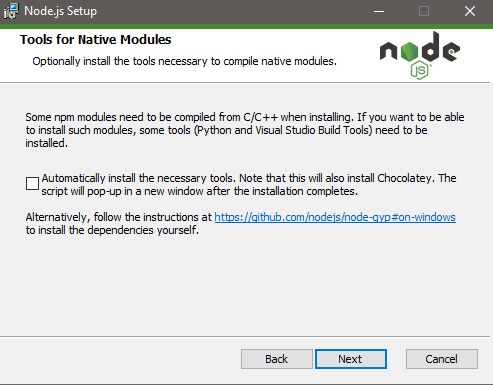 Node.js Setup
Tools for Native Modules
Optionally install the tools necessary to compile native modules.
node
JS
Some npm modules need to be compiled from C/C++ when installing. If you want to be able
to install such modules, some tools (Python and Visual Studio Build Tools) need to be
installed.
Automatically install the necessary tools. Note that this will also install Chocolatey. The
script will pop-up in a new window after the installation completes.
Alternatively, follow the instructions at https://github.com/nodejs/node-gyp#on-windows
to install the dependencies yourself.
Back
Next
Cancel